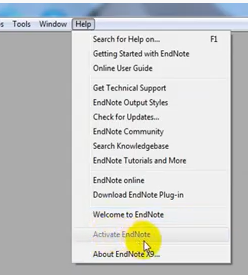 s Tools Window Help
Search for Help on... F1
Getting Started with EndNote
Online User Guide
Get Technical Support
EndNote Output Styles
Check for Updates...
EndNote Community
Search Knowledgebase
EndNote Tutorials and More
EndNote online
Download EndNote Plug-in
Welcome to EndNote
Activate EndNote
About EndNote X9...